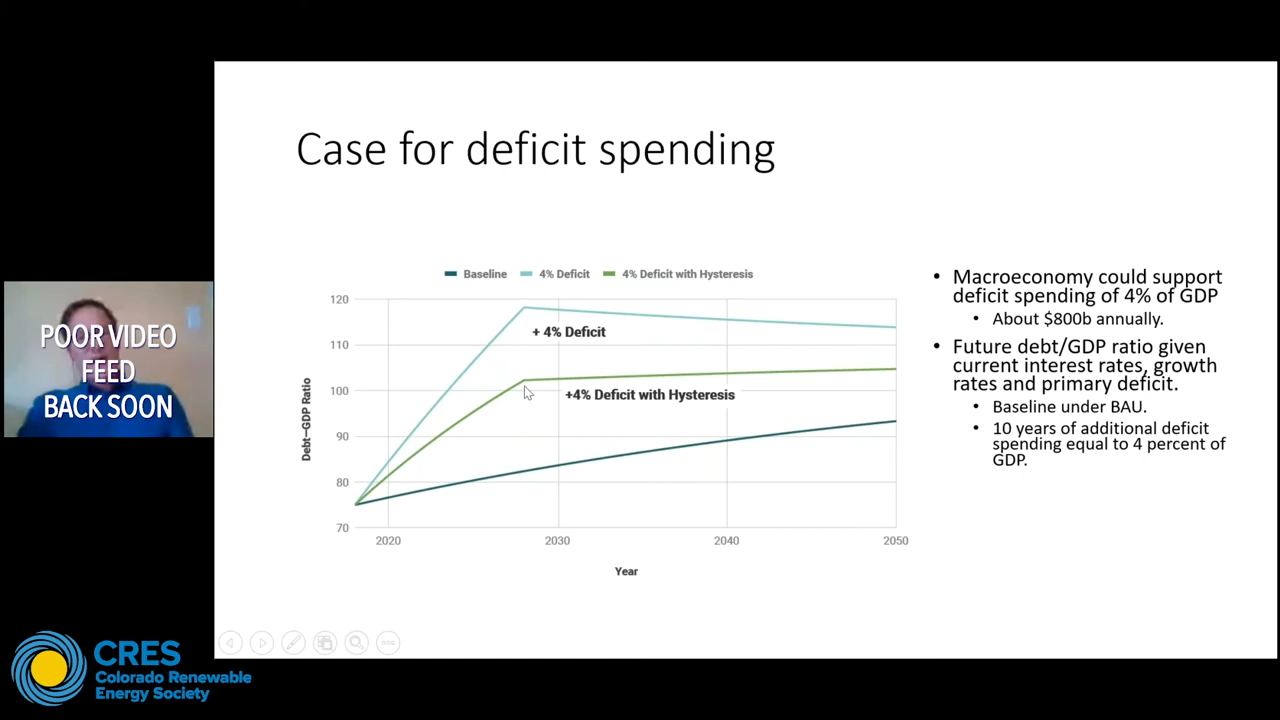 Case for deficit spending
Baseline
4% Deficit
4% Deficit with Hysteresis
120
110
100
90
80
70
Debt–GDP Ratio
+ 4% Deficit
+4% Deficit with Hysteresis
2020
2030
2040
2050
Year
• Macroeconomy could support
deficit spending of 4% of GDP
• About $800b annually.
• Future debt/GDP ratio given
current interest rates, growth
rates and primary deficit.
• Baseline under BAU.
• 10 years of additional deficit
spending equal to 4 percent of
GDP.
POOR VIDEO
FEED
BACK SOON
CRES
Colorado Renewable
Energy Society